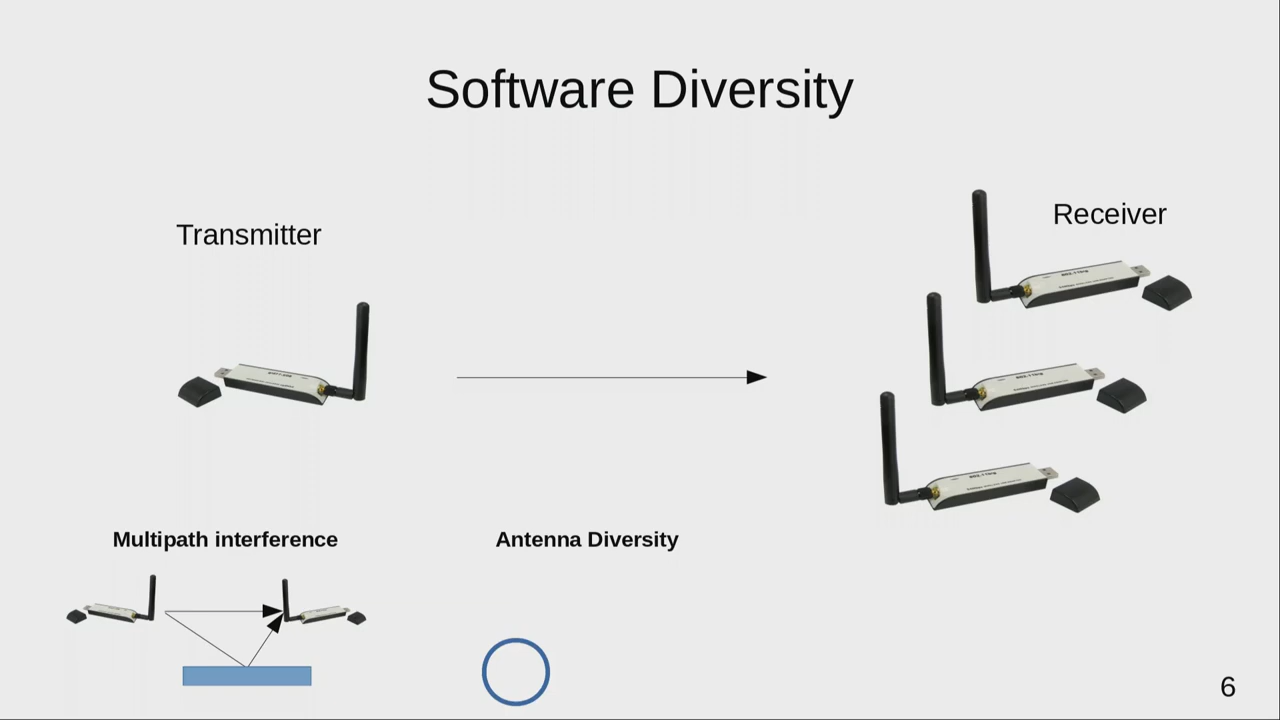 Software Diversity
Transmitter
Receiver
Multipath interference
Antenna Diversity
6